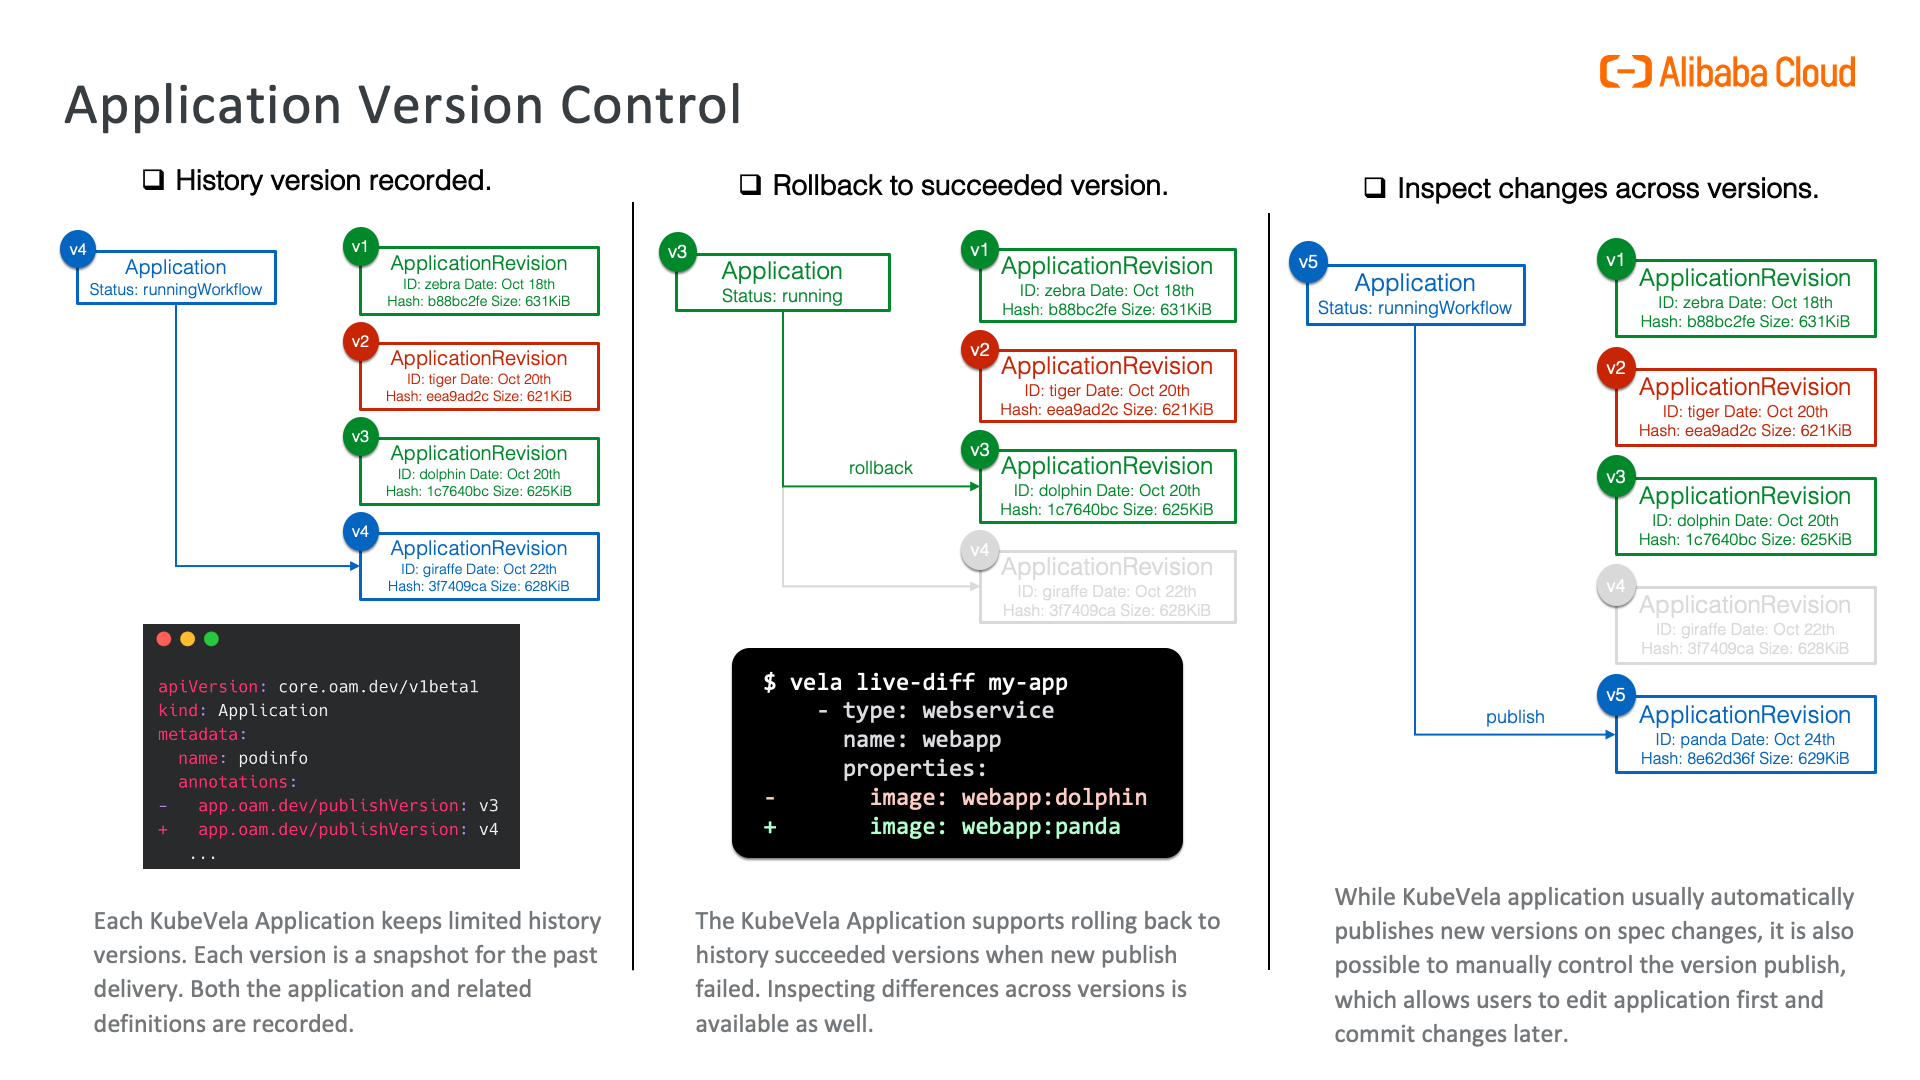 Application Version Control
Alibaba Cloud
❑ History version recorded.
v4
Application
Status: runningWorkflow
v1
ApplicationRevision
ID: zebra Date: Oct 18th
Hash: b88bc2fe Size: 631KiB
v2
ApplicationRevision
ID: tiger Date: Oct 20th
Hash: eea9ad2c Size: 621KiB
v3
ApplicationRevision
ID: dolphin Date: Oct 20th
Hash: 1c7640bc Size: 625KiB
v4
ApplicationRevision
ID: giraffe Date: Oct 22th
Hash: 3f7409ca Size: 628KiB
apiVersion: core.oam.dev/v1beta1
kind: Application
metadata:
  name: podinfo
  annotations:
-   app.oam.dev/publishVersion: v3
+   app.oam.dev/publishVersion: v4
   ...
Each KubeVela Application keeps limited history
versions. Each version is a snapshot for the past
delivery. Both the application and related
definitions are recorded.
❑ Rollback to succeeded version.
v3
Application
Status: running
v1
ApplicationRevision
ID: zebra Date: Oct 18th
Hash: b88bc2fe Size: 631KiB
v2
ApplicationRevision
ID: tiger Date: Oct 20th
Hash: eea9ad2c Size: 621KiB
rollback
v3
ApplicationRevision
ID: dolphin Date: Oct 20th
Hash: 1c7640bc Size: 625KiB
v4
ApplicationRevision
ID: giraffe Date: Oct 22th
Hash: 3f7409ca Size: 628KiB
$ vela live-diff my-app
    - type: webservice
      name: webapp
      properties:
-       image: webapp:dolphin
+       image: webapp:panda
The KubeVela Application supports rolling back to
history succeeded versions when new publish
failed. Inspecting differences across versions is
available as well.
❑ Inspect changes across versions.
v5
Application
Status: runningWorkflow
v1
ApplicationRevision
ID: zebra Date: Oct 18th
Hash: b88bc2fe Size: 631KiB
v2
ApplicationRevision
ID: tiger Date: Oct 20th
Hash: eea9ad2c Size: 621KiB
v3
ApplicationRevision
ID: dolphin Date: Oct 20th
Hash: 1c7640bc Size: 625KiB
v4
ApplicationRevision
ID: giraffe Date: Oct 22th
Hash: 3f7409ca Size: 628KiB
publish
v5
ApplicationRevision
ID: panda Date: Oct 24th
Hash: 8e62d36f Size: 629KiB
While KubeVela application usually automatically
publishes new versions on spec changes, it is also
possible to manually control the version publish,
which allows users to edit application first and
commit changes later.